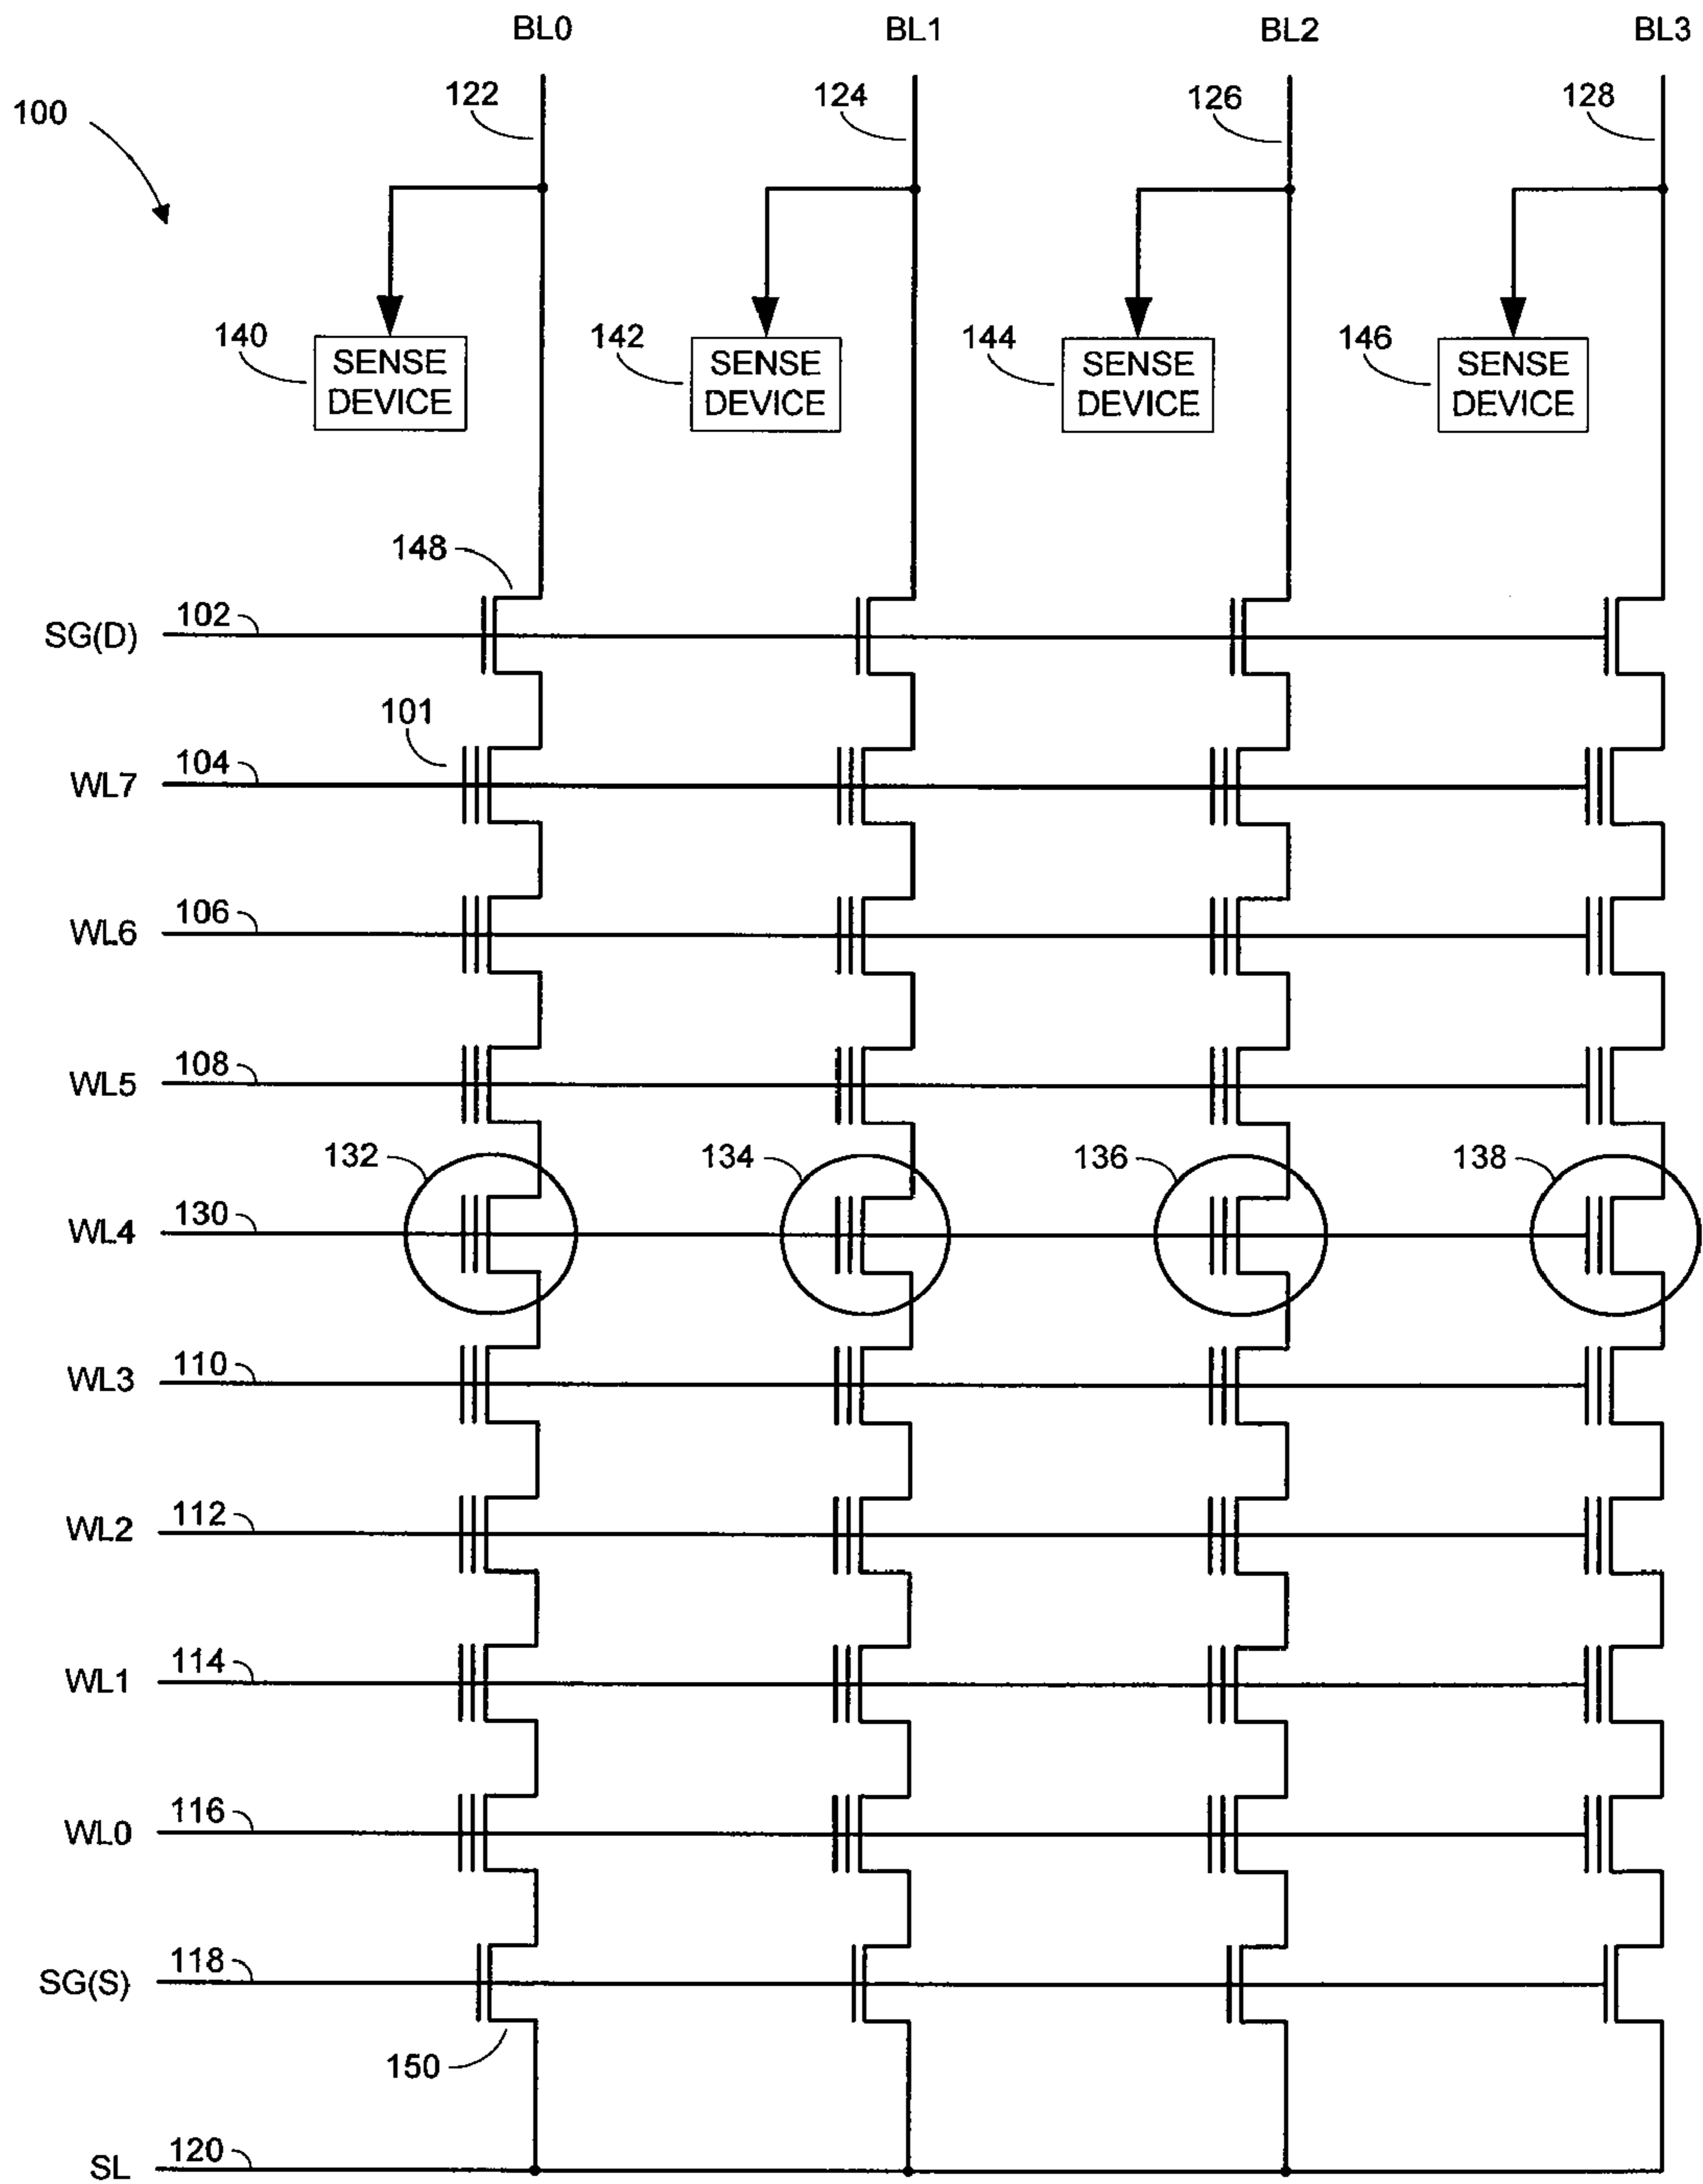 BL0 BL1 BL2 BL3
100 122 124 126 128
140 SENSE DEVICE 142 SENSE DEVICE 144 SENSE DEVICE 146 SENSE DEVICE
148
SG(D) 102
101
WL7 104
WL6 106
WL5 108
132 134 136 138
WL4 130
WL3 110
WL2 112
WL1 114
WL0 116
SG(S) 118
150
SL 120